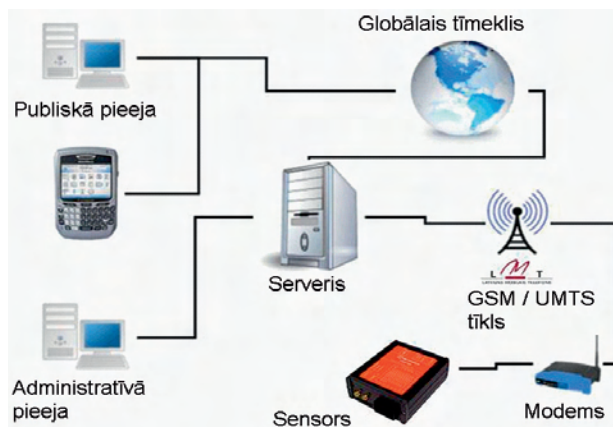 Globālais tīmeklis
Publiskā pieeja
Serveris
L M T
GSM / UMTS
tīkls
Administratīvā
pieeja
Sensors
Modems